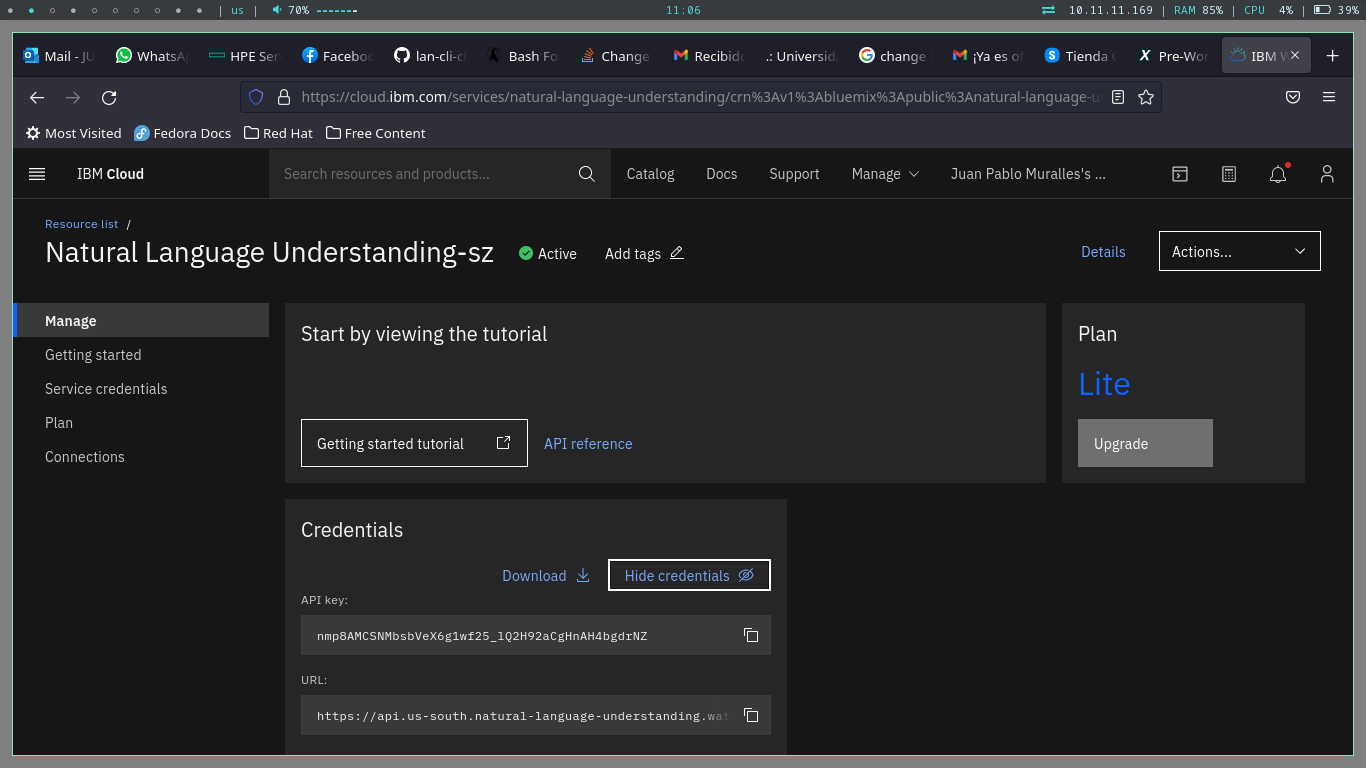 us | 70% 11:06 10.11.11.169 | RAM 85% | CPU 4% | 39%
Mail - JU WhatsA HPE Ser Faceboo lan-cli-c Bash Fo Change Recibido .: Universid change ¡Ya es of Tienda Pre-Wor IBM W
https://cloud.ibm.com/services/natural-language-understanding/crn%3Av1%3Abluemix%3Apublic%3Anatural-language-u
Most Visited Fedora Docs Red Hat Free Content
IBM Cloud Search resources and products... Catalog Docs Support Manage Juan Pablo Muralles's ...
Resource list /
Natural Language Understanding-sz Active Add tags Details Actions...
Manage
Getting started
Service credentials
Plan
Connections
Start by viewing the tutorial
Getting started tutorial API reference
Plan
Lite
Upgrade
Credentials
Download Hide credentials
API key:
nmp8AMCSNMbsbVeX6g1wf25_lQ2H92aCgHnAH4bgdrNZ
URL:
https://api.us-south.natural-language-understanding.wat